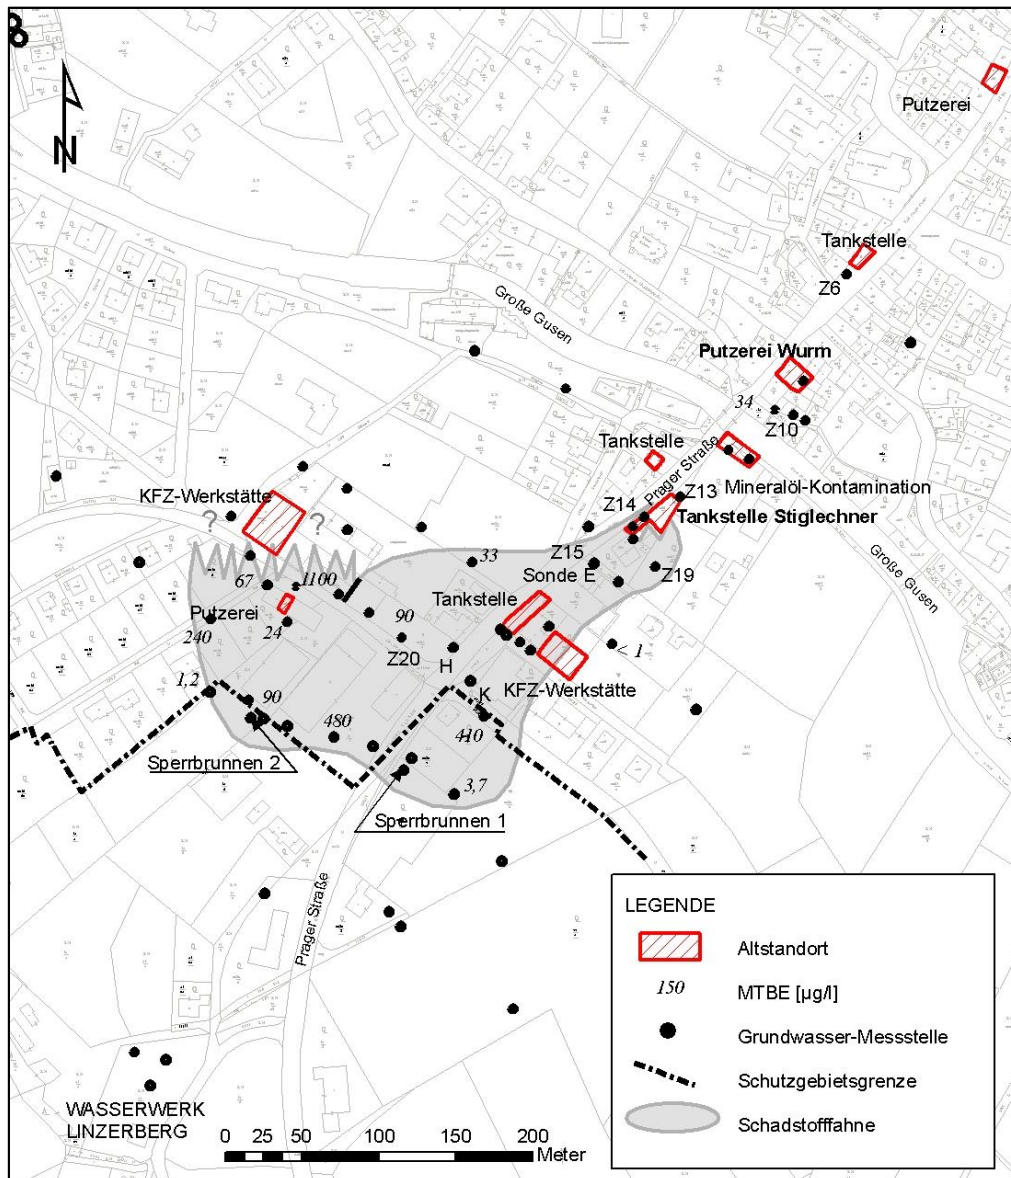 8
N
Putzerei
Tankstelle
Z6
Große Gusen
Putzerei Wurm
34
Z10
Tankstelle
Prager Straße
Mineralöl-Kontamination
Z13
Z14
Tankstelle Stiglechner
KFZ-Werkstätte
?
?
Z15
Sonde E
Z19
Große Gusen
33
67
1100
Putzerei
24
240
90
Z20
Tankstelle
H
< 1
KFZ-Werkstätte
K
1,2
90
480
410
Sperrbrunnen 2
3,7
Sperrbrunnen 1
Prager Straße
WASSERWERK
LINZERBERG
0 25 50 100 150 200
Meter
LEGENDE
Altstandort
150 MTBE [µg/l]
Grundwasser-Messstelle
Schutzgebietsgrenze
Schadstofffahne